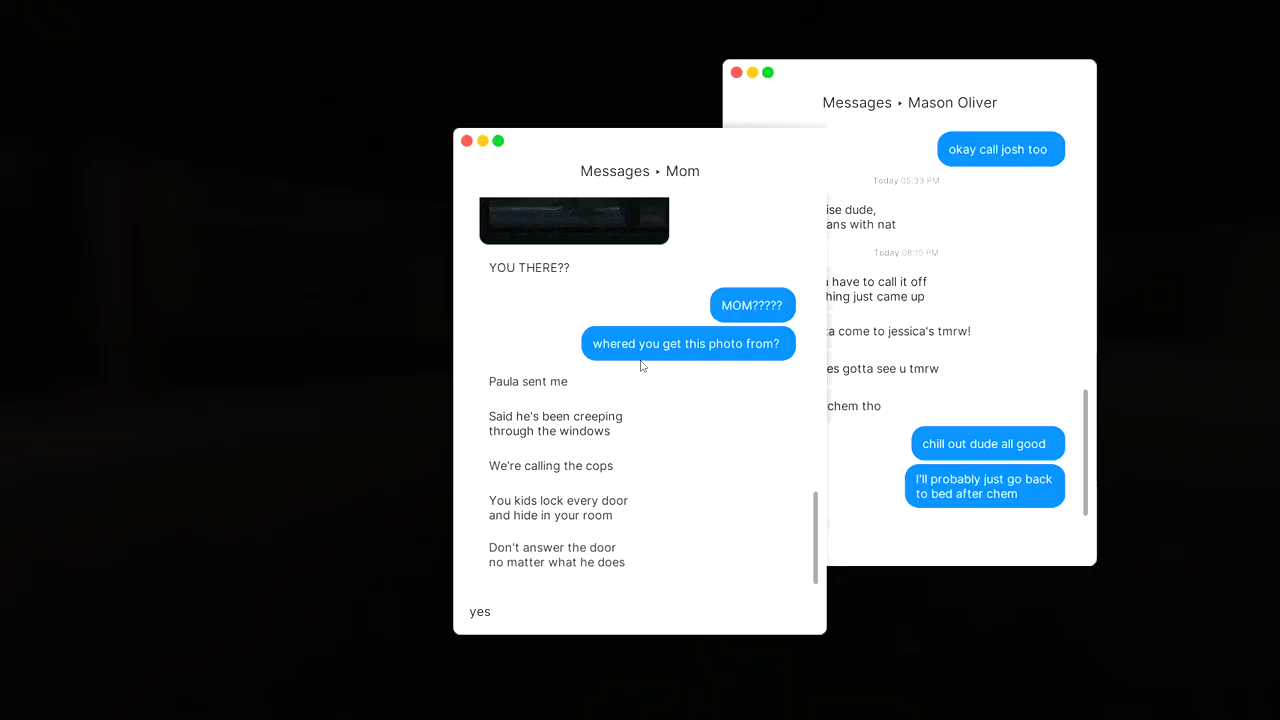 Messages ‣ Mason Oliver
okay call josh too
Today 05:33 PM
dude,
with nat
Today 08:15 PM
have to call it off
just came up
come to jessica's tmrw!
gotta see u tmrw
chem tho
chill out dude all good
I'll probably just go back
to bed after chem
Messages ‣ Mom
YOU THERE??
MOM?????
whered you get this photo from?
Paula sent me
Said he's been creeping
through the windows
We're calling the cops
You kids lock every door
and hide in your room
Don't answer the door
no matter what he does
yes